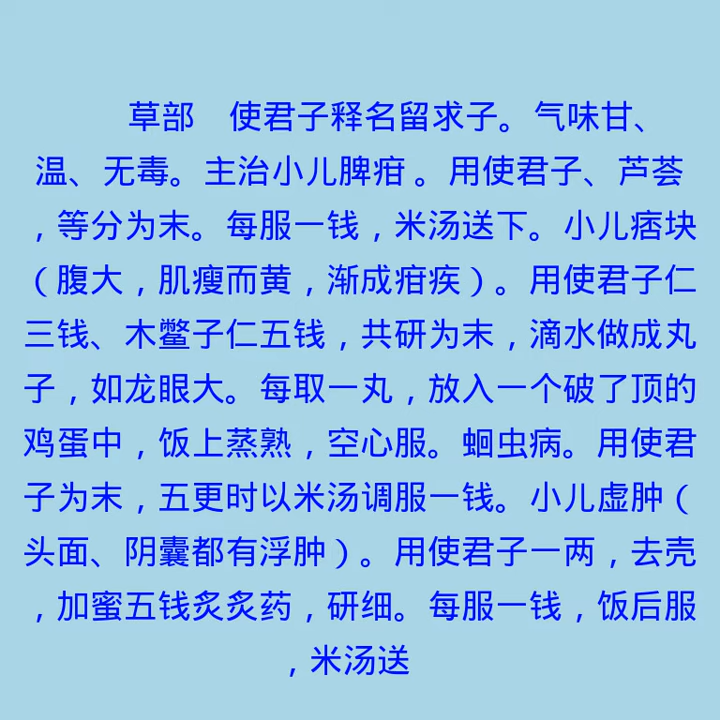 草部　使君子释名留求子。气味甘、
温、无毒。主治小儿脾疳 。用使君子、芦荟
，等分为末。每服一钱，米汤送下。小儿痞块
（腹大，肌瘦而黄，渐成疳疾）。用使君子仁
三钱、木鳖子仁五钱，共研为末，滴水做成丸
子，如龙眼大。每取一丸，放入一个破了顶的
鸡蛋中，饭上蒸熟，空心服。蛔虫病。用使君
子为末，五更时以米汤调服一钱。小儿虚肿（
头面、阴囊都有浮肿）。用使君子一两，去壳
，加蜜五钱炙炙药，研细。每服一钱，饭后服
，米汤送